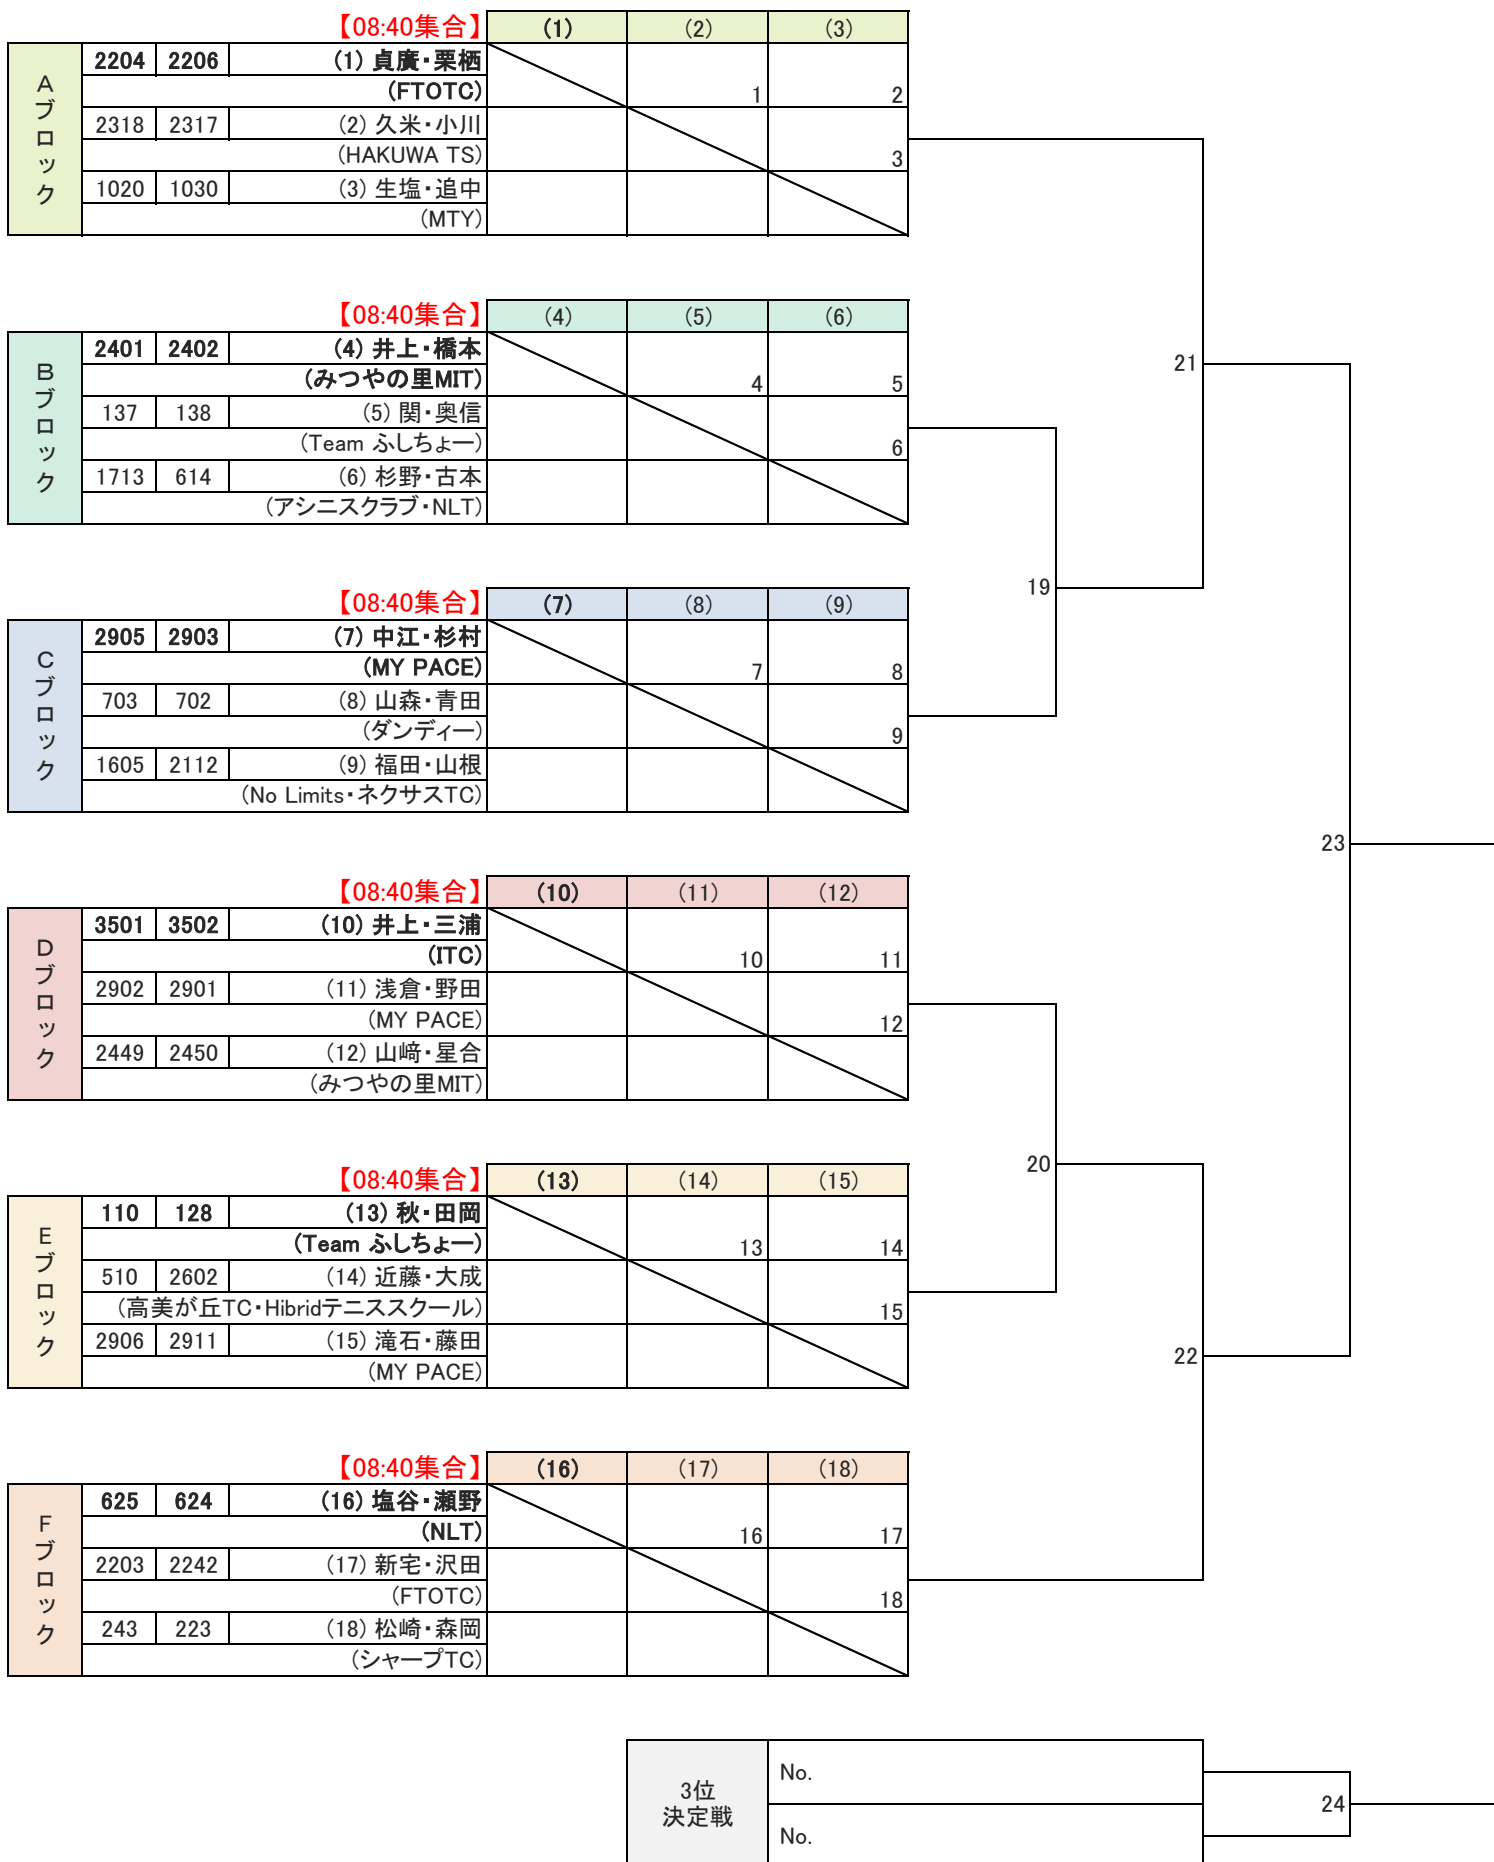 【08:40集合】 (1) (2) (3)
Aブロック
2204 2206 (1) 貞廣・栗栖
(FTOTC) 1 2
2318 2317 (2) 久米・小川
(HAKUWA TS) 3
1020 1030 (3) 生塩・追中
(MTY)
【08:40集合】 (4) (5) (6)
Bブロック
2401 2402 (4) 井上・橋本
21
(みつやの里MIT) 4 5
137 138 (5) 関・奥信
(Team ふしちょー) 6
1713 614 (6) 杉野・古本
(アシニスクラブ・NLT)
19
【08:40集合】 (7) (8) (9)
Cブロック
2905 2903 (7) 中江・杉村
(MY PACE) 7 8
703 702 (8) 山森・青田
(ダンディー) 9
1605 2112 (9) 福田・山根
(No Limits・ネクサスTC)
23
【08:40集合】 (10) (11) (12)
Dブロック
3501 3502 (10) 井上・三浦
(ITC) 10 11
2902 2901 (11) 浅倉・野田
(MY PACE) 12
2449 2450 (12) 山﨑・星合
(みつやの里MIT)
20
【08:40集合】 (13) (14) (15)
Eブロック
110 128 (13) 秋・田岡
(Team ふしちょー) 13 14
510 2602 (14) 近藤・大成
(高美が丘TC・Hibridテニススクール) 15
2906 2911 (15) 滝石・藤田
22
(MY PACE)
【08:40集合】 (16) (17) (18)
Fブロック
625 624 (16) 塩谷・瀬野
(NLT) 16 17
2203 2242 (17) 新宅・沢田
(FTOTC) 18
243 223 (18) 松崎・森岡
(シャープTC)
3位
決定戦
No.
24
No.